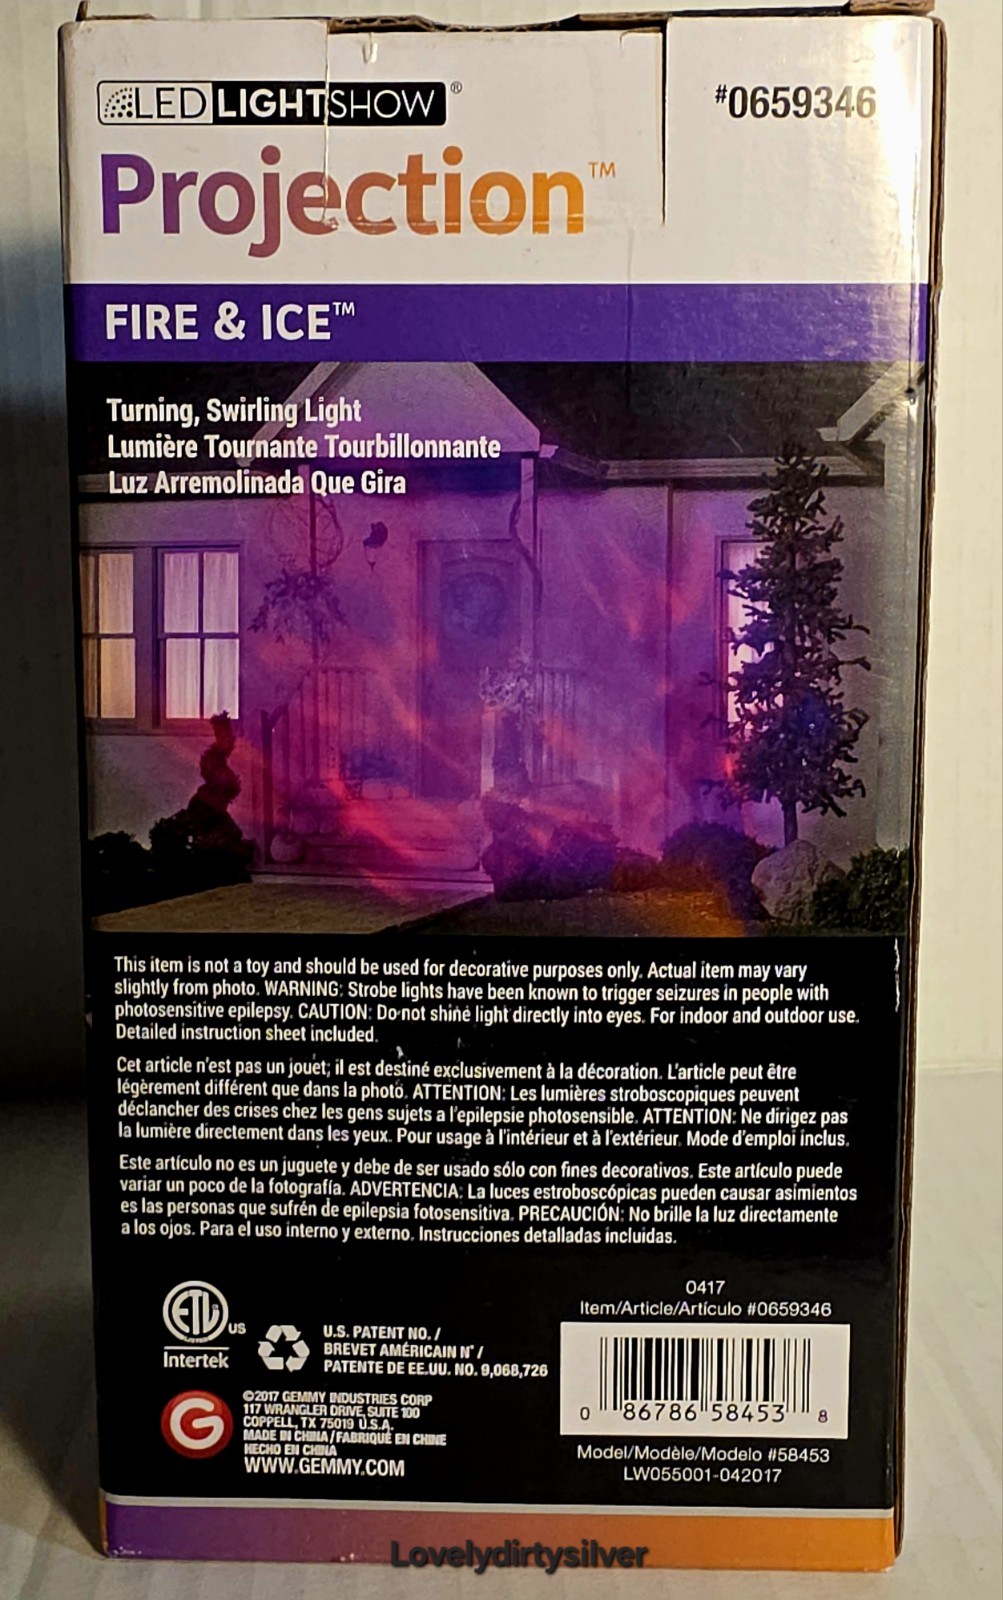 LEDLIGHTSHOW®
#0659346
Projection™
FIRE & ICE™
Turning, Swirling Light
Lumière Tournante Tourbillonnante
Luz Arremolinada Que Gira
This item is not a toy and should be used for decorative purposes only. Actual item may vary
slightly from photo. WARNING: Strobe lights have been known to trigger seizures in people with
photosensitive epilepsy. CAUTION: Do not shine light directly into eyes. For indoor and outdoor use.
Detailed instruction sheet included.
Cet article n'est pas un jouet; il est destiné exclusivement à la décoration. L'article peut être
légèrement différent que dans la photo. ATTENTION: Les lumières stroboscopiques peuvent
déclancher des crises chez les gens sujets a l'epilepsie photosensible. ATTENTION: Ne dirigez pas
la lumière directement dans les yeux. Pour usage à l'intérieur et à l'extérieur. Mode d'emploi inclus.
Este artículo no es un juguete y debe de ser usado sólo con fines decorativos. Este artículo puede
variar un poco de la fotografía. ADVERTENCIA: La luces estroboscópicas pueden causar asimientos
es las personas que sufrén de epilepsia fotosensitiva. PRECAUCIÓN: No brille la luz directamente
a los ojos. Para el uso interno y externo. Instrucciones detalladas incluidas.
ETL US
Intertek
U.S. PATENT NO. /
BREVET AMÉRICAIN N° /
PATENTE DE EE.UU. NO. 9,068,726
G
©2017 GEMMY INDUSTRIES CORP
117 WRANGLER DRIVE, SUITE 100
COPPELL, TX 75019 U.S.A.
MADE IN CHINA / FABRIQUÉ EN CHINE
HECHO EN CHINA
WWW.GEMMY.COM
0417
Item/Article/Artículo #0659346
0 86786 58453 8
Model/Modèle/Modelo #58453
LW055001-042017
Lovelydirtysilver